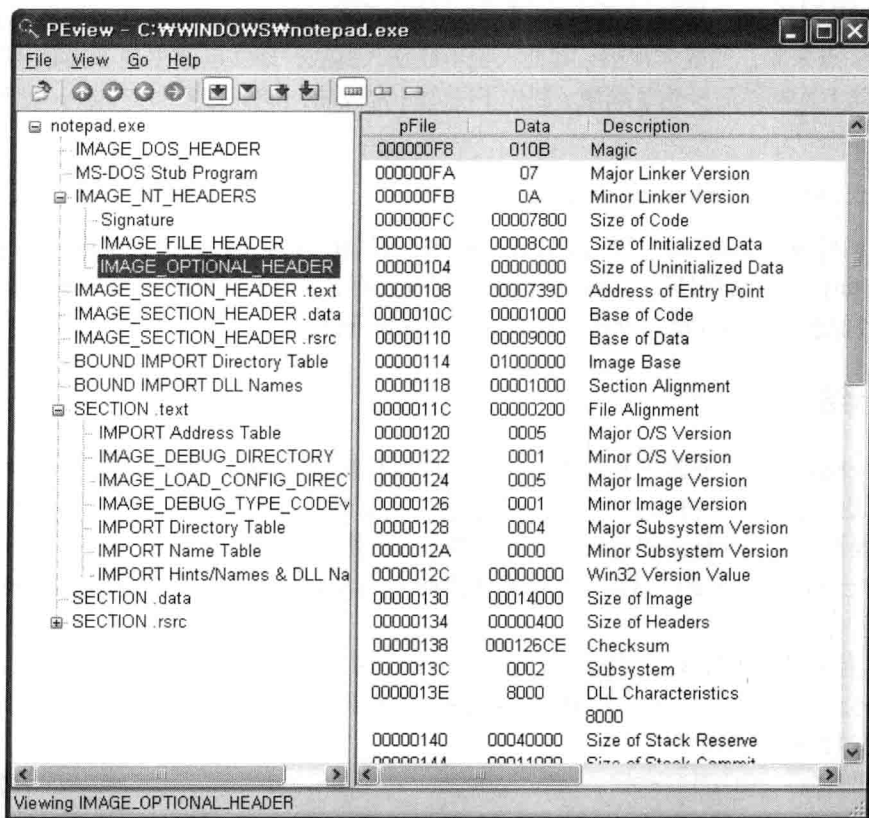 PEview - C:₩WINDOWS₩notepad.exe
File View Go Help
notepad.exe
IMAGE_DOS_HEADER
MS-DOS Stub Program
IMAGE_NT_HEADERS
Signature
IMAGE_FILE_HEADER
IMAGE_OPTIONAL_HEADER
IMAGE_SECTION_HEADER .text
IMAGE_SECTION_HEADER .data
IMAGE_SECTION_HEADER .rsrc
BOUND IMPORT Directory Table
BOUND IMPORT DLL Names
SECTION .text
IMPORT Address Table
IMAGE_DEBUG_DIRECTORY
IMAGE_LOAD_CONFIG_DIREC
IMAGE_DEBUG_TYPE_CODEV
IMPORT Directory Table
IMPORT Name Table
IMPORT Hints/Names & DLL Na
SECTION .data
SECTION .rsrc
pFile Data Description
000000F8 010B Magic
000000FA 07 Major Linker Version
000000FB 0A Minor Linker Version
000000FC 00007800 Size of Code
00000100 00008C00 Size of Initialized Data
00000104 00000000 Size of Uninitialized Data
00000108 0000739D Address of Entry Point
0000010C 00001000 Base of Code
00000110 00009000 Base of Data
00000114 01000000 Image Base
00000118 00001000 Section Alignment
0000011C 00000200 File Alignment
00000120 0005 Major O/S Version
00000122 0001 Minor O/S Version
00000124 0005 Major Image Version
00000126 0001 Minor Image Version
00000128 0004 Major Subsystem Version
0000012A 0000 Minor Subsystem Version
0000012C 00000000 Win32 Version Value
00000130 00014000 Size of Image
00000134 00000400 Size of Headers
00000138 000126CE Checksum
0000013C 0002 Subsystem
0000013E 8000 DLL Characteristics
8000
00000140 00040000 Size of Stack Reserve
00000144 00011000 Size of Stack Commit
Viewing IMAGE_OPTIONAL_HEADER